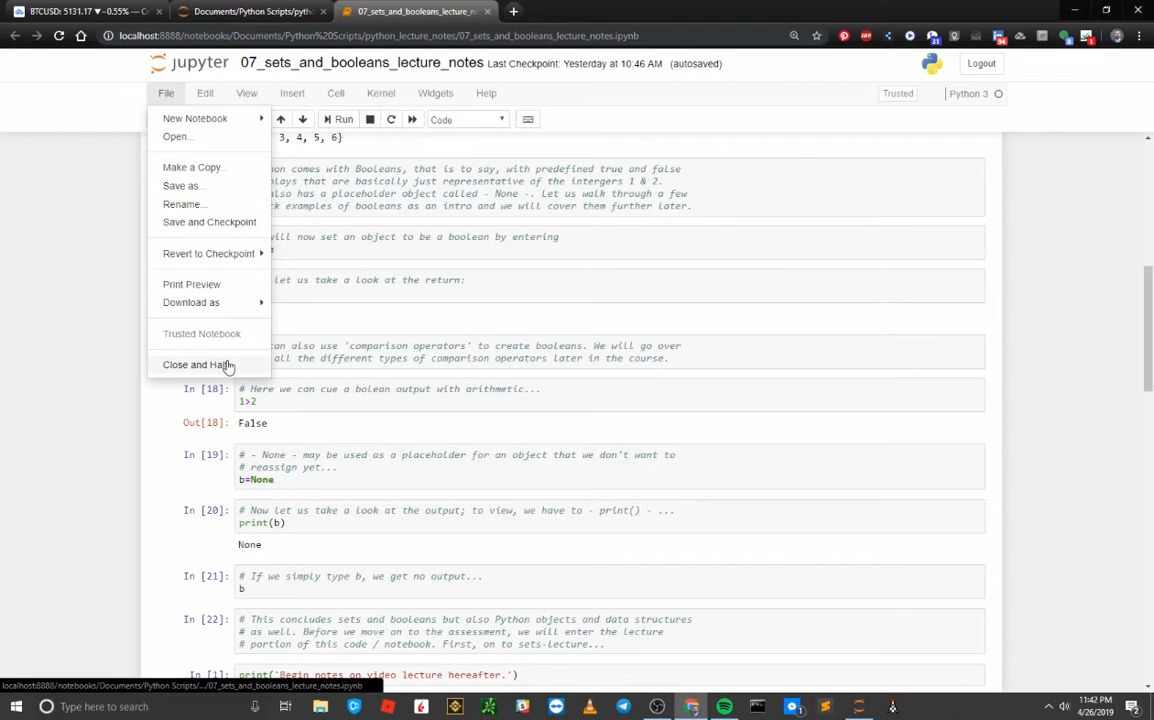 BTCUSD: 5131.17 ▼−0.55% — C
Documents/Python Scripts/pyth
07_sets_and_booleans_lecture_no
localhost:8888/notebooks/Documents/Python%20Scripts/python_lecture_notes/07_sets_and_booleans_lecture_notes.ipynb
jupyter 07_sets_and_booleans_lecture_notes Last Checkpoint: Yesterday at 10:46 AM (autosaved)
Logout
File Edit View Insert Cell Kernel Widgets Help
Trusted
Python 3
Run
Code
New Notebook
Open...
Make a Copy...
Save as...
Rename...
Save and Checkpoint
Revert to Checkpoint
Print Preview
Download as
Trusted Notebook
Close and Halt
3, 4, 5, 6}
hon comes with Booleans, that is to say, with predefined true and false
plays that are basically just representative of the intergers 1 & 2.
also has a placeholder object called - None -. Let us walk through a few
ck examples of booleans as an intro and we will cover them further later.
will now set an object to be a boolean by entering
e
let us take a look at the return:
can also use 'comparison operators' to create booleans. We will go over
all the different types of comparison operators later in the course.
In [18]: # Here we can cue a bolean output with arithmetic...
1>2
Out[18]: False
In [19]: # - None - may be used as a placeholder for an object that we don't want to
# reassign yet...
b=None
In [20]: # Now let us take a look at the output; to view, we have to - print() - ...
print(b)
None
In [21]: # If we simply type b, we get no output...
b
In [22]: # This concludes sets and booleans but also Python objects and data structures
# as well. Before we move on to the assessment, we will enter the lecture
# portion of this code / notebook. First, on to sets-lecture...
In [1]: print('Begin notes on video lecture hereafter.')
localhost:8888/notebooks/Documents/Python Scripts/.../07_sets_and_booleans_lecture_notes.ipynb
Type here to search
11:42 PM
4/26/2019